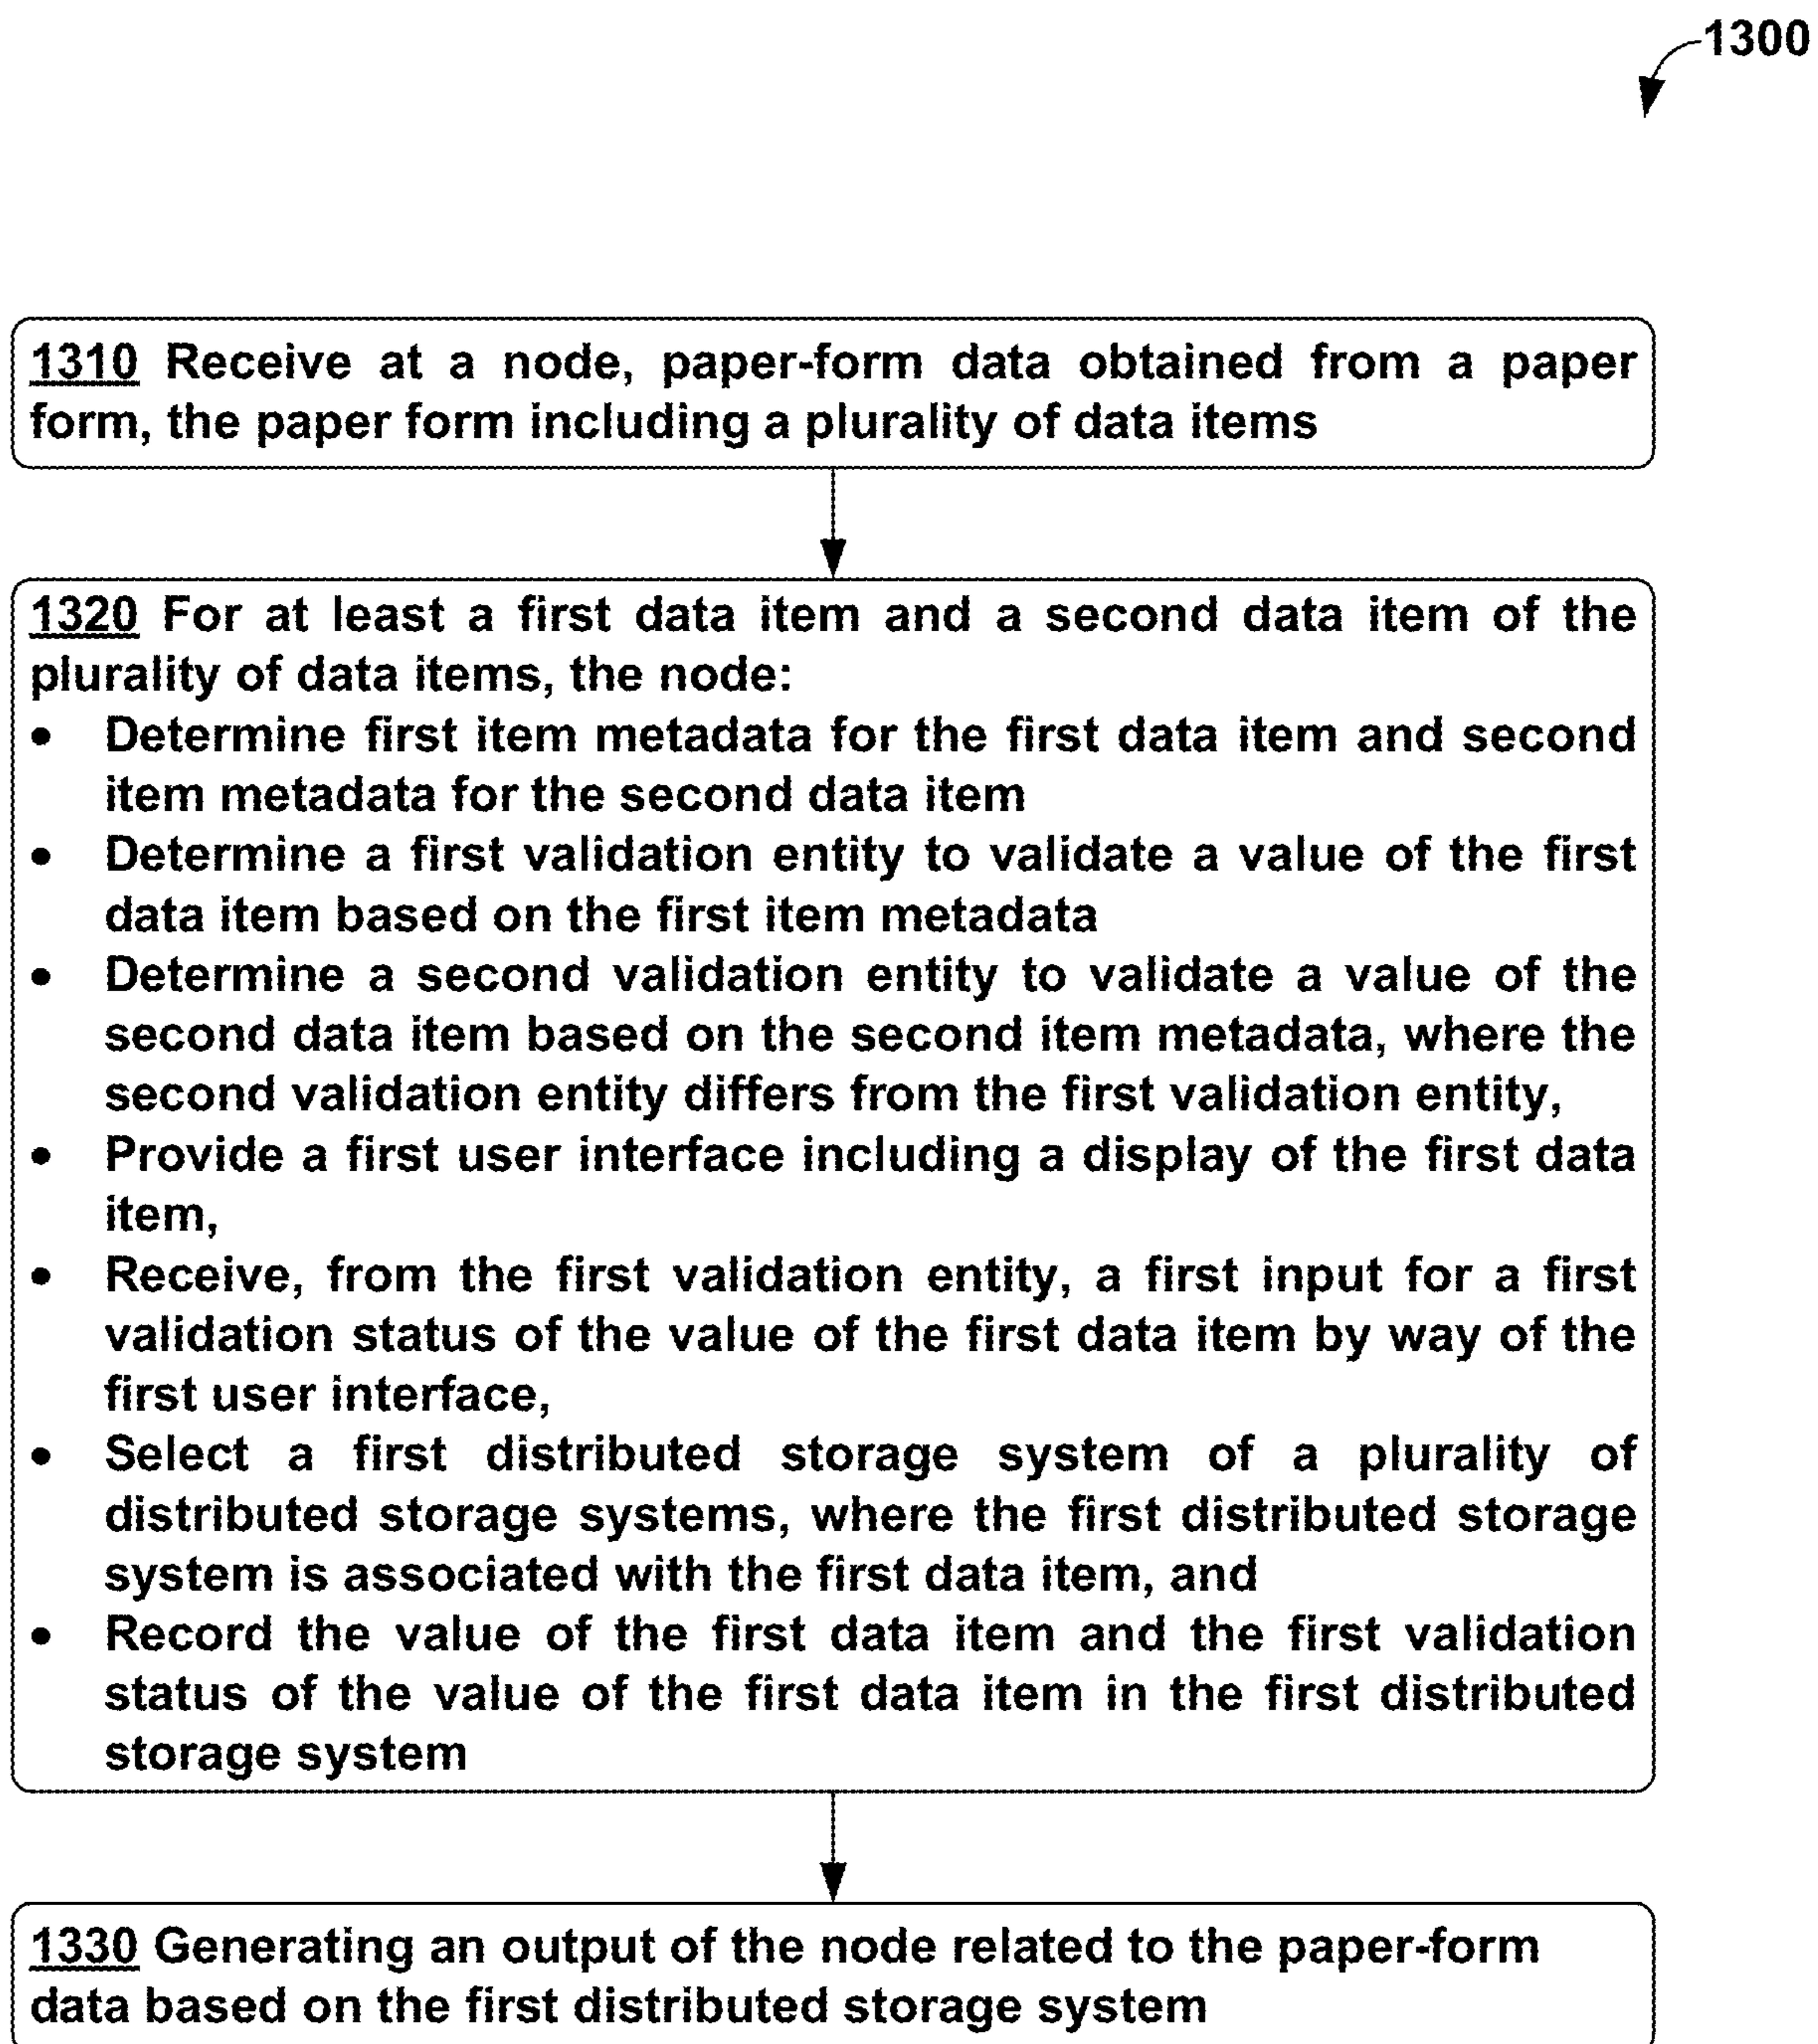 1300
1310 Receive at a node, paper-form data obtained from a paper
form, the paper form including a plurality of data items
1320 For at least a first data item and a second data item of the
plurality of data items, the node:
• Determine first item metadata for the first data item and second
item metadata for the second data item
• Determine a first validation entity to validate a value of the first
data item based on the first item metadata
• Determine a second validation entity to validate a value of the
second data item based on the second item metadata, where the
second validation entity differs from the first validation entity,
• Provide a first user interface including a display of the first data
item,
• Receive, from the first validation entity, a first input for a first
validation status of the value of the first data item by way of the
first user interface,
• Select a first distributed storage system of a plurality of
distributed storage systems, where the first distributed storage
system is associated with the first data item, and
• Record the value of the first data item and the first validation
status of the value of the first data item in the first distributed
storage system
1330 Generating an output of the node related to the paper-form
data based on the first distributed storage system